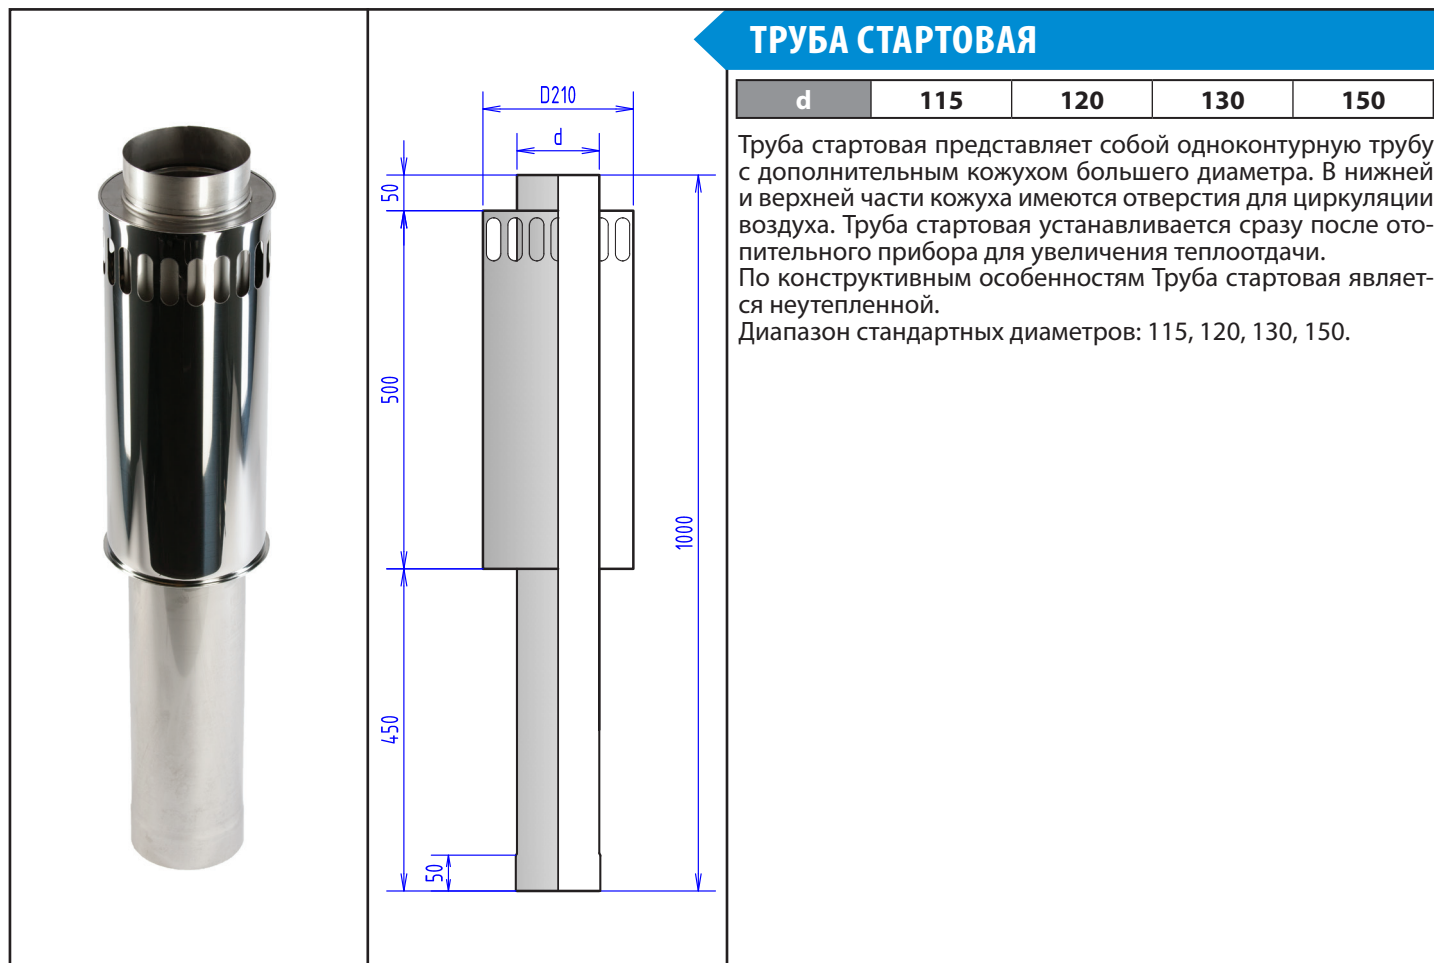 ТРУБА СТАРТОВАЯ
d 115 120 130 150
Труба стартовая представляет собой одноконтурную трубу
с дополнительным кожухом большего диаметра. В нижней
и верхней части кожуха имеются отверстия для циркуляции
воздуха. Труба стартовая устанавливается сразу после ото-
пительного прибора для увеличения теплоотдачи.
По конструктивным особенностям Труба стартовая являет-
ся неутепленной.
Диапазон стандартных диаметров: 115, 120, 130, 150.
D210
d
50
500
1000
450
50